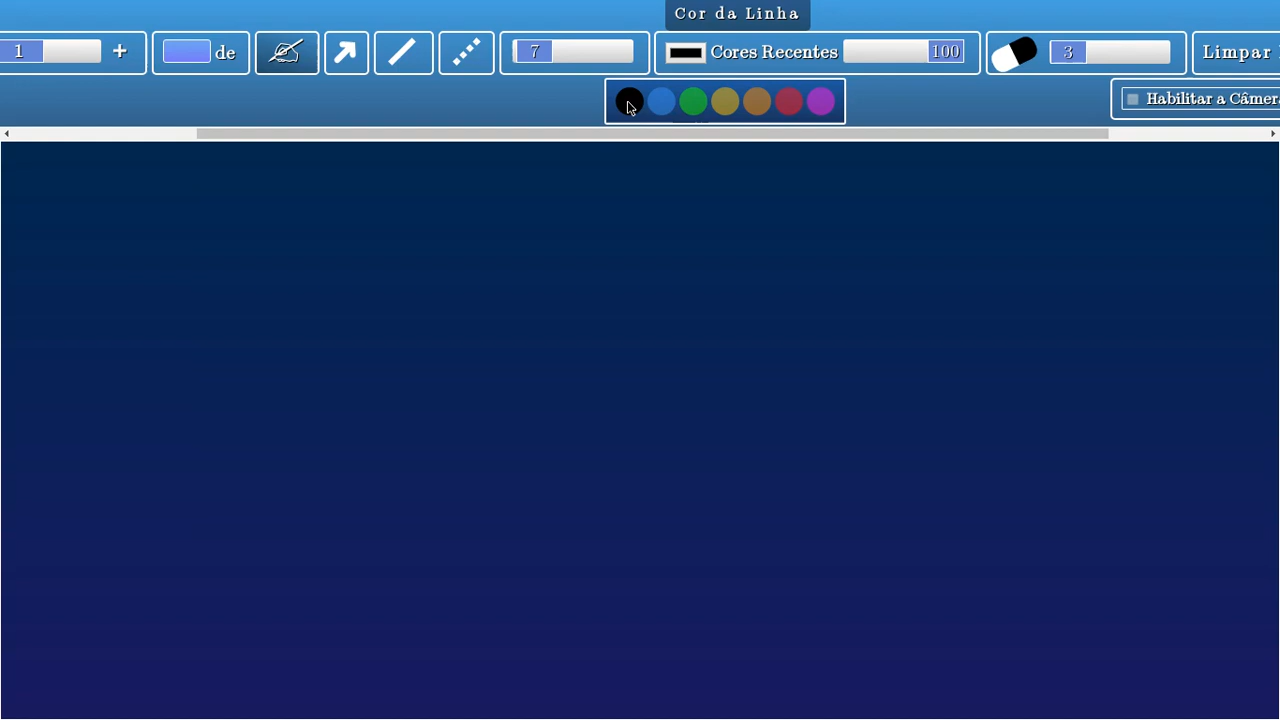 Cor da Linha
1 + de 7 Cores Recentes 100 3 Limpar
Habilitar a Câmer